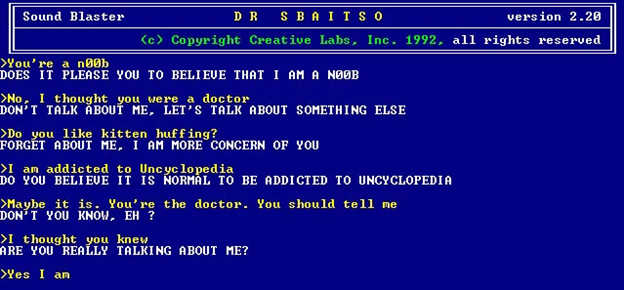 Sound Blaster D R S B A I T S O version 2.20
(c) Copyright Creative Labs, Inc. 1992, all rights reserved
>You're a n00b
DOES IT PLEASE YOU TO BELIEVE THAT I AM A N00B
>No, I thought you were a doctor
DON'T TALK ABOUT ME, LET'S TALK ABOUT SOMETHING ELSE
>Do you like kitten huffing?
FORGET ABOUT ME, I AM MORE CONCERN OF YOU
>I am addicted to Uncyclopedia
DO YOU BELIEVE IT IS NORMAL TO BE ADDICTED TO UNCYCLOPEDIA
>Maybe it is. You're the doctor. You should tell me
DON'T YOU KNOW, EH ?
>I thought you knew
ARE YOU REALLY TALKING ABOUT ME?
>Yes I am